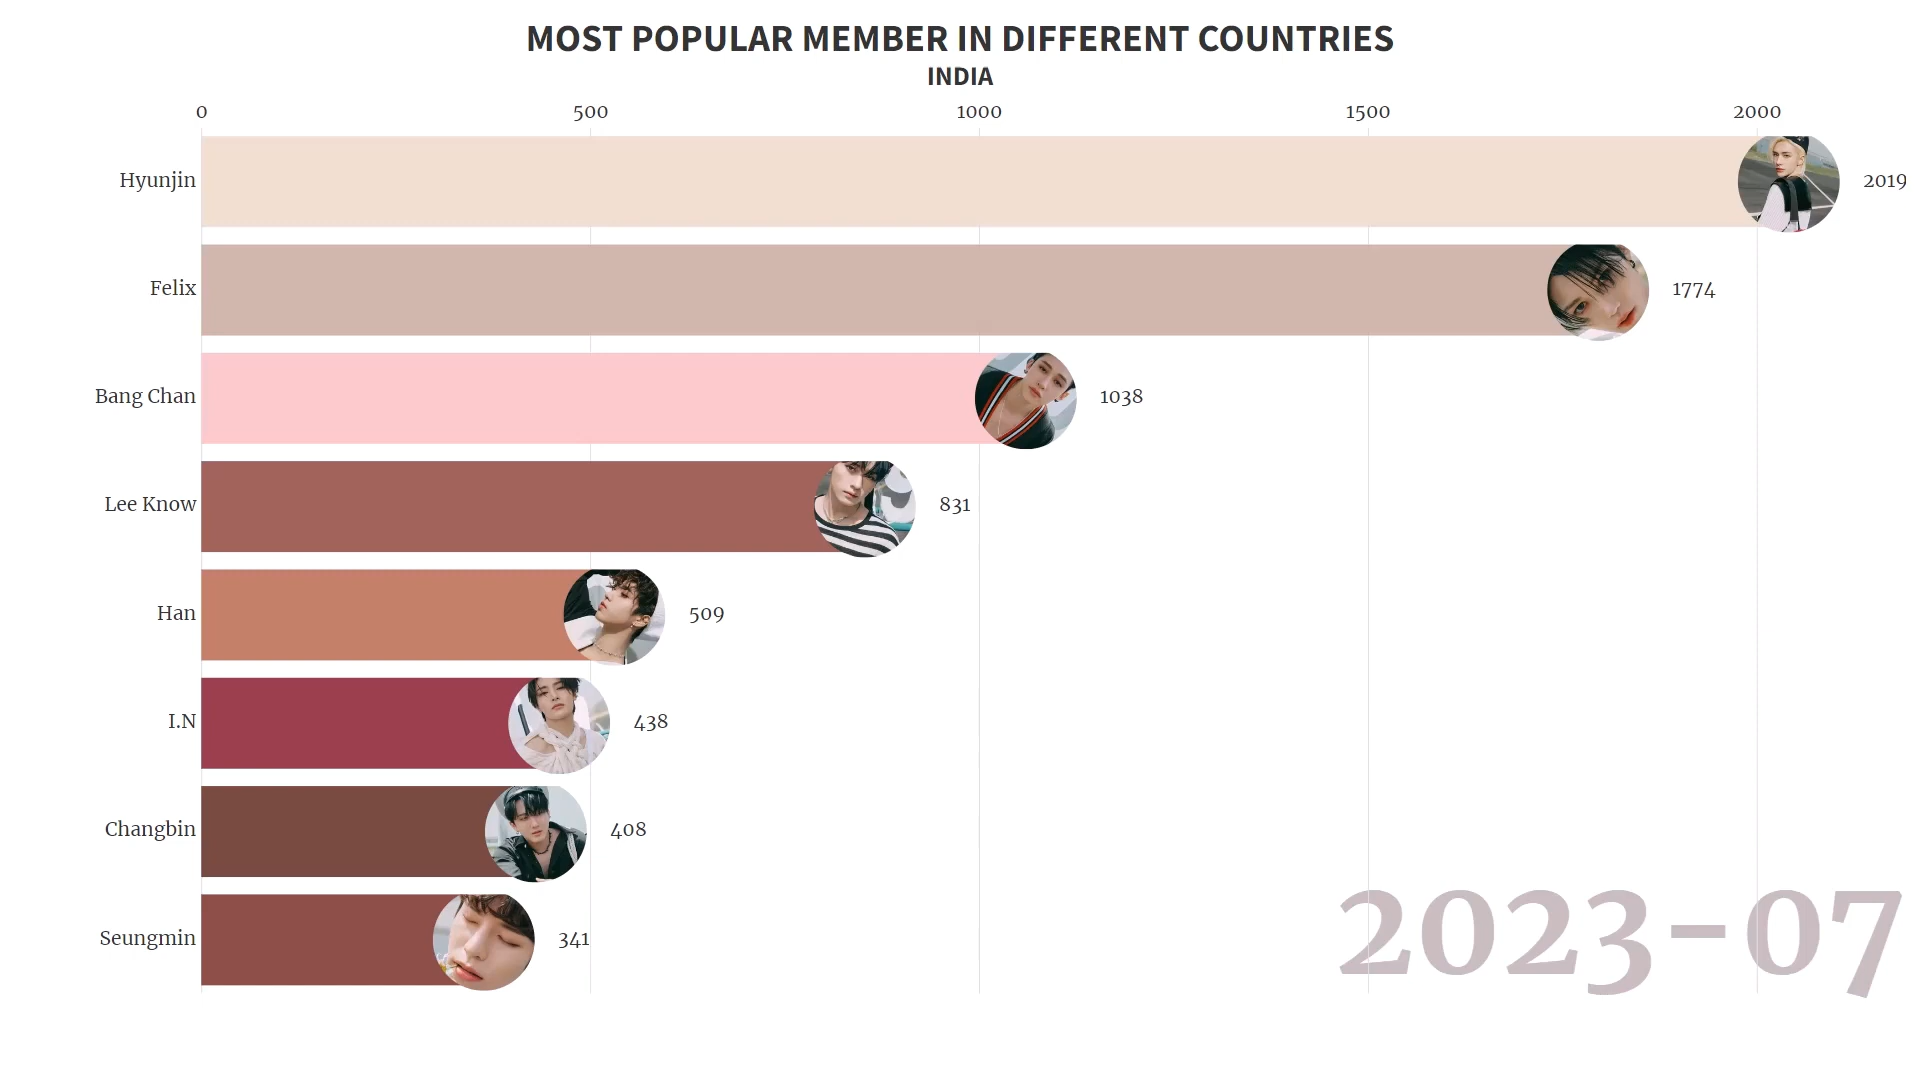 MOST POPULAR MEMBER IN DIFFERENT COUNTRIES
INDIA
0 500 1000 1500 2000
Hyunjin 2019
Felix 1774
Bang Chan 1038
Lee Know 831
Han 509
I.N 438
Changbin 408
Seungmin 341
2023-07